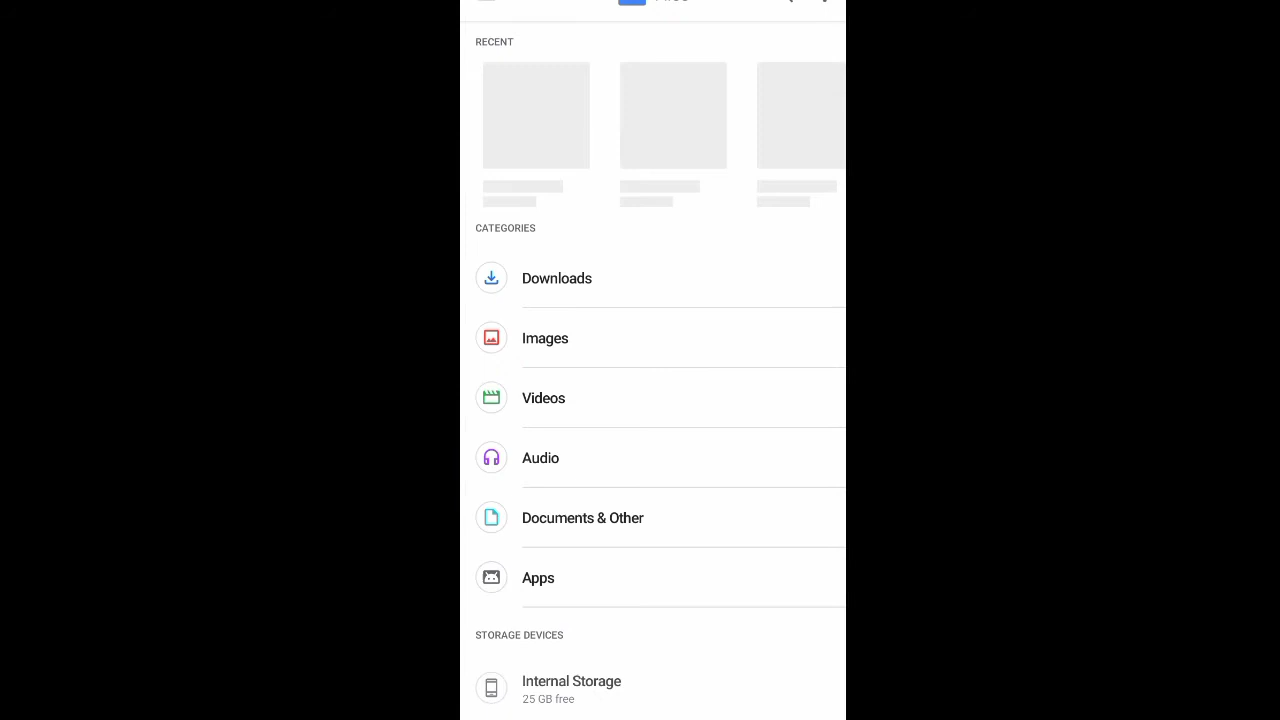 RECENT
CATEGORIES
Downloads
Images
Videos
Audio
Documents & Other
Apps
STORAGE DEVICES
Internal Storage
25 GB free